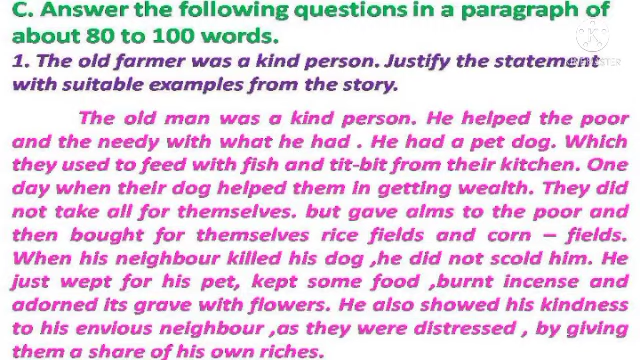 C. Answer the following questions in a paragraph of
about 80 to 100 words.
1. The old farmer was a kind person. Justify the statement
with suitable examples from the story.
The old man was a kind person. He helped the poor
and the needy with what he had . He had a pet dog. Which
they used to feed with fish and tit-bit from their kitchen. One
day when their dog helped them in getting wealth. They did
not take all for themselves. but gave alms to the poor and
then bought for themselves rice fields and corn – fields.
When his neighbour killed his dog ,he did not scold him. He
just wept for his pet, kept some food ,burnt incense and
adorned its grave with flowers. He also showed his kindness
to his envious neighbour ,as they were distressed , by giving
them a share of his own riches.